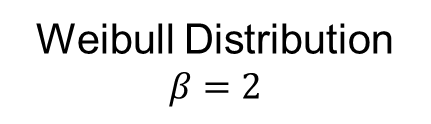 Weibull Distribution
β = 2